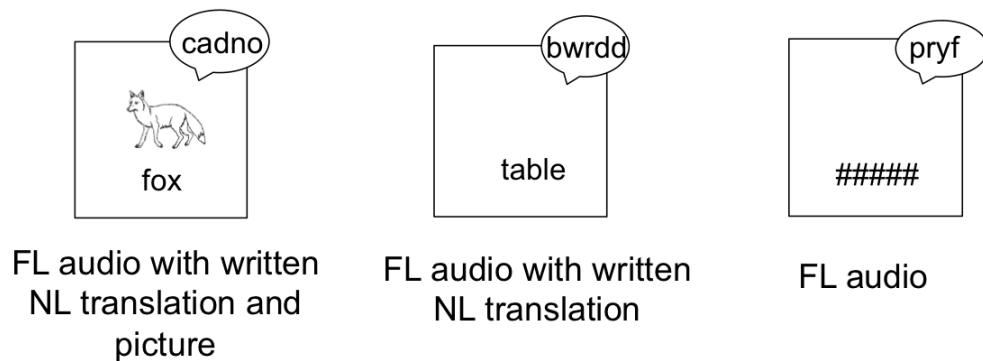 cadno
fox
FL audio with written
NL translation and
picture
bwrdd
table
FL audio with written
NL translation
pryf
#####
FL audio